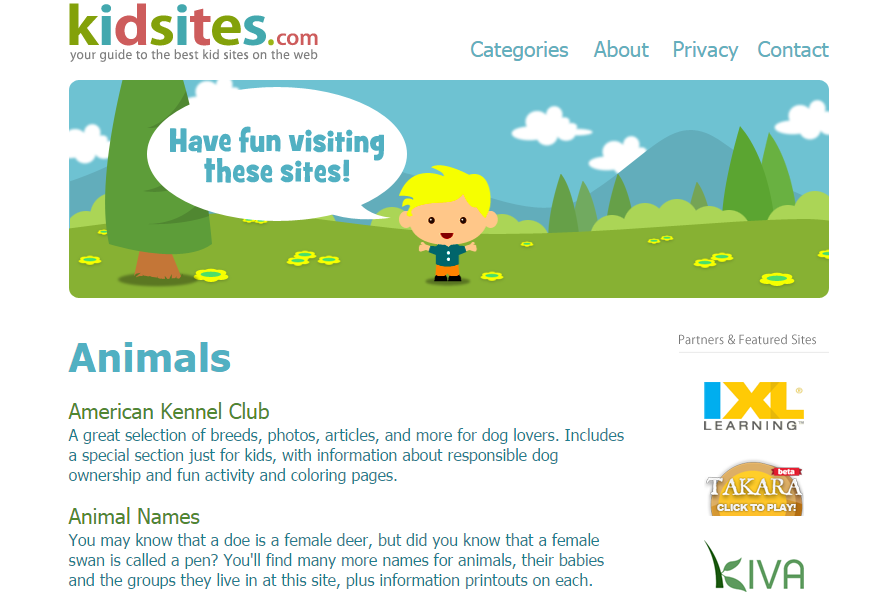 kidsites.com
your guide to the best kid sites on the web
Categories About Privacy Contact
Have fun visiting
these sites!
Animals
American Kennel Club
A great selection of breeds, photos, articles, and more for dog lovers. Includes
a special section just for kids, with information about responsible dog
ownership and fun activity and coloring pages.
Animal Names
You may know that a doe is a female deer, but did you know that a female
swan is called a pen? You'll find many more names for animals, their babies
and the groups they live in at this site, plus information printouts on each.
Partners & Featured Sites
IXL®
LEARNING™
beta
TAKARA
CLICK TO PLAY!
KIVA